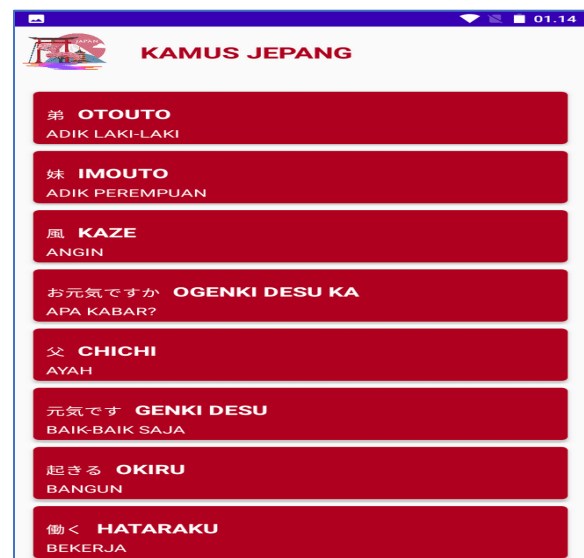 01.14
JAPAN
KAMUS JEPANG
弟 OTOUTO
ADIK LAKI-LAKI
妹 IMOUTO
ADIK PEREMPUAN
風 KAZE
ANGIN
お元気ですか OGENKI DESU KA
APA KABAR?
父 CHICHI
AYAH
元気です GENKI DESU
BAIK-BAIK SAJA
起きる OKIRU
BANGUN
働く HATARAKU
BEKERJA